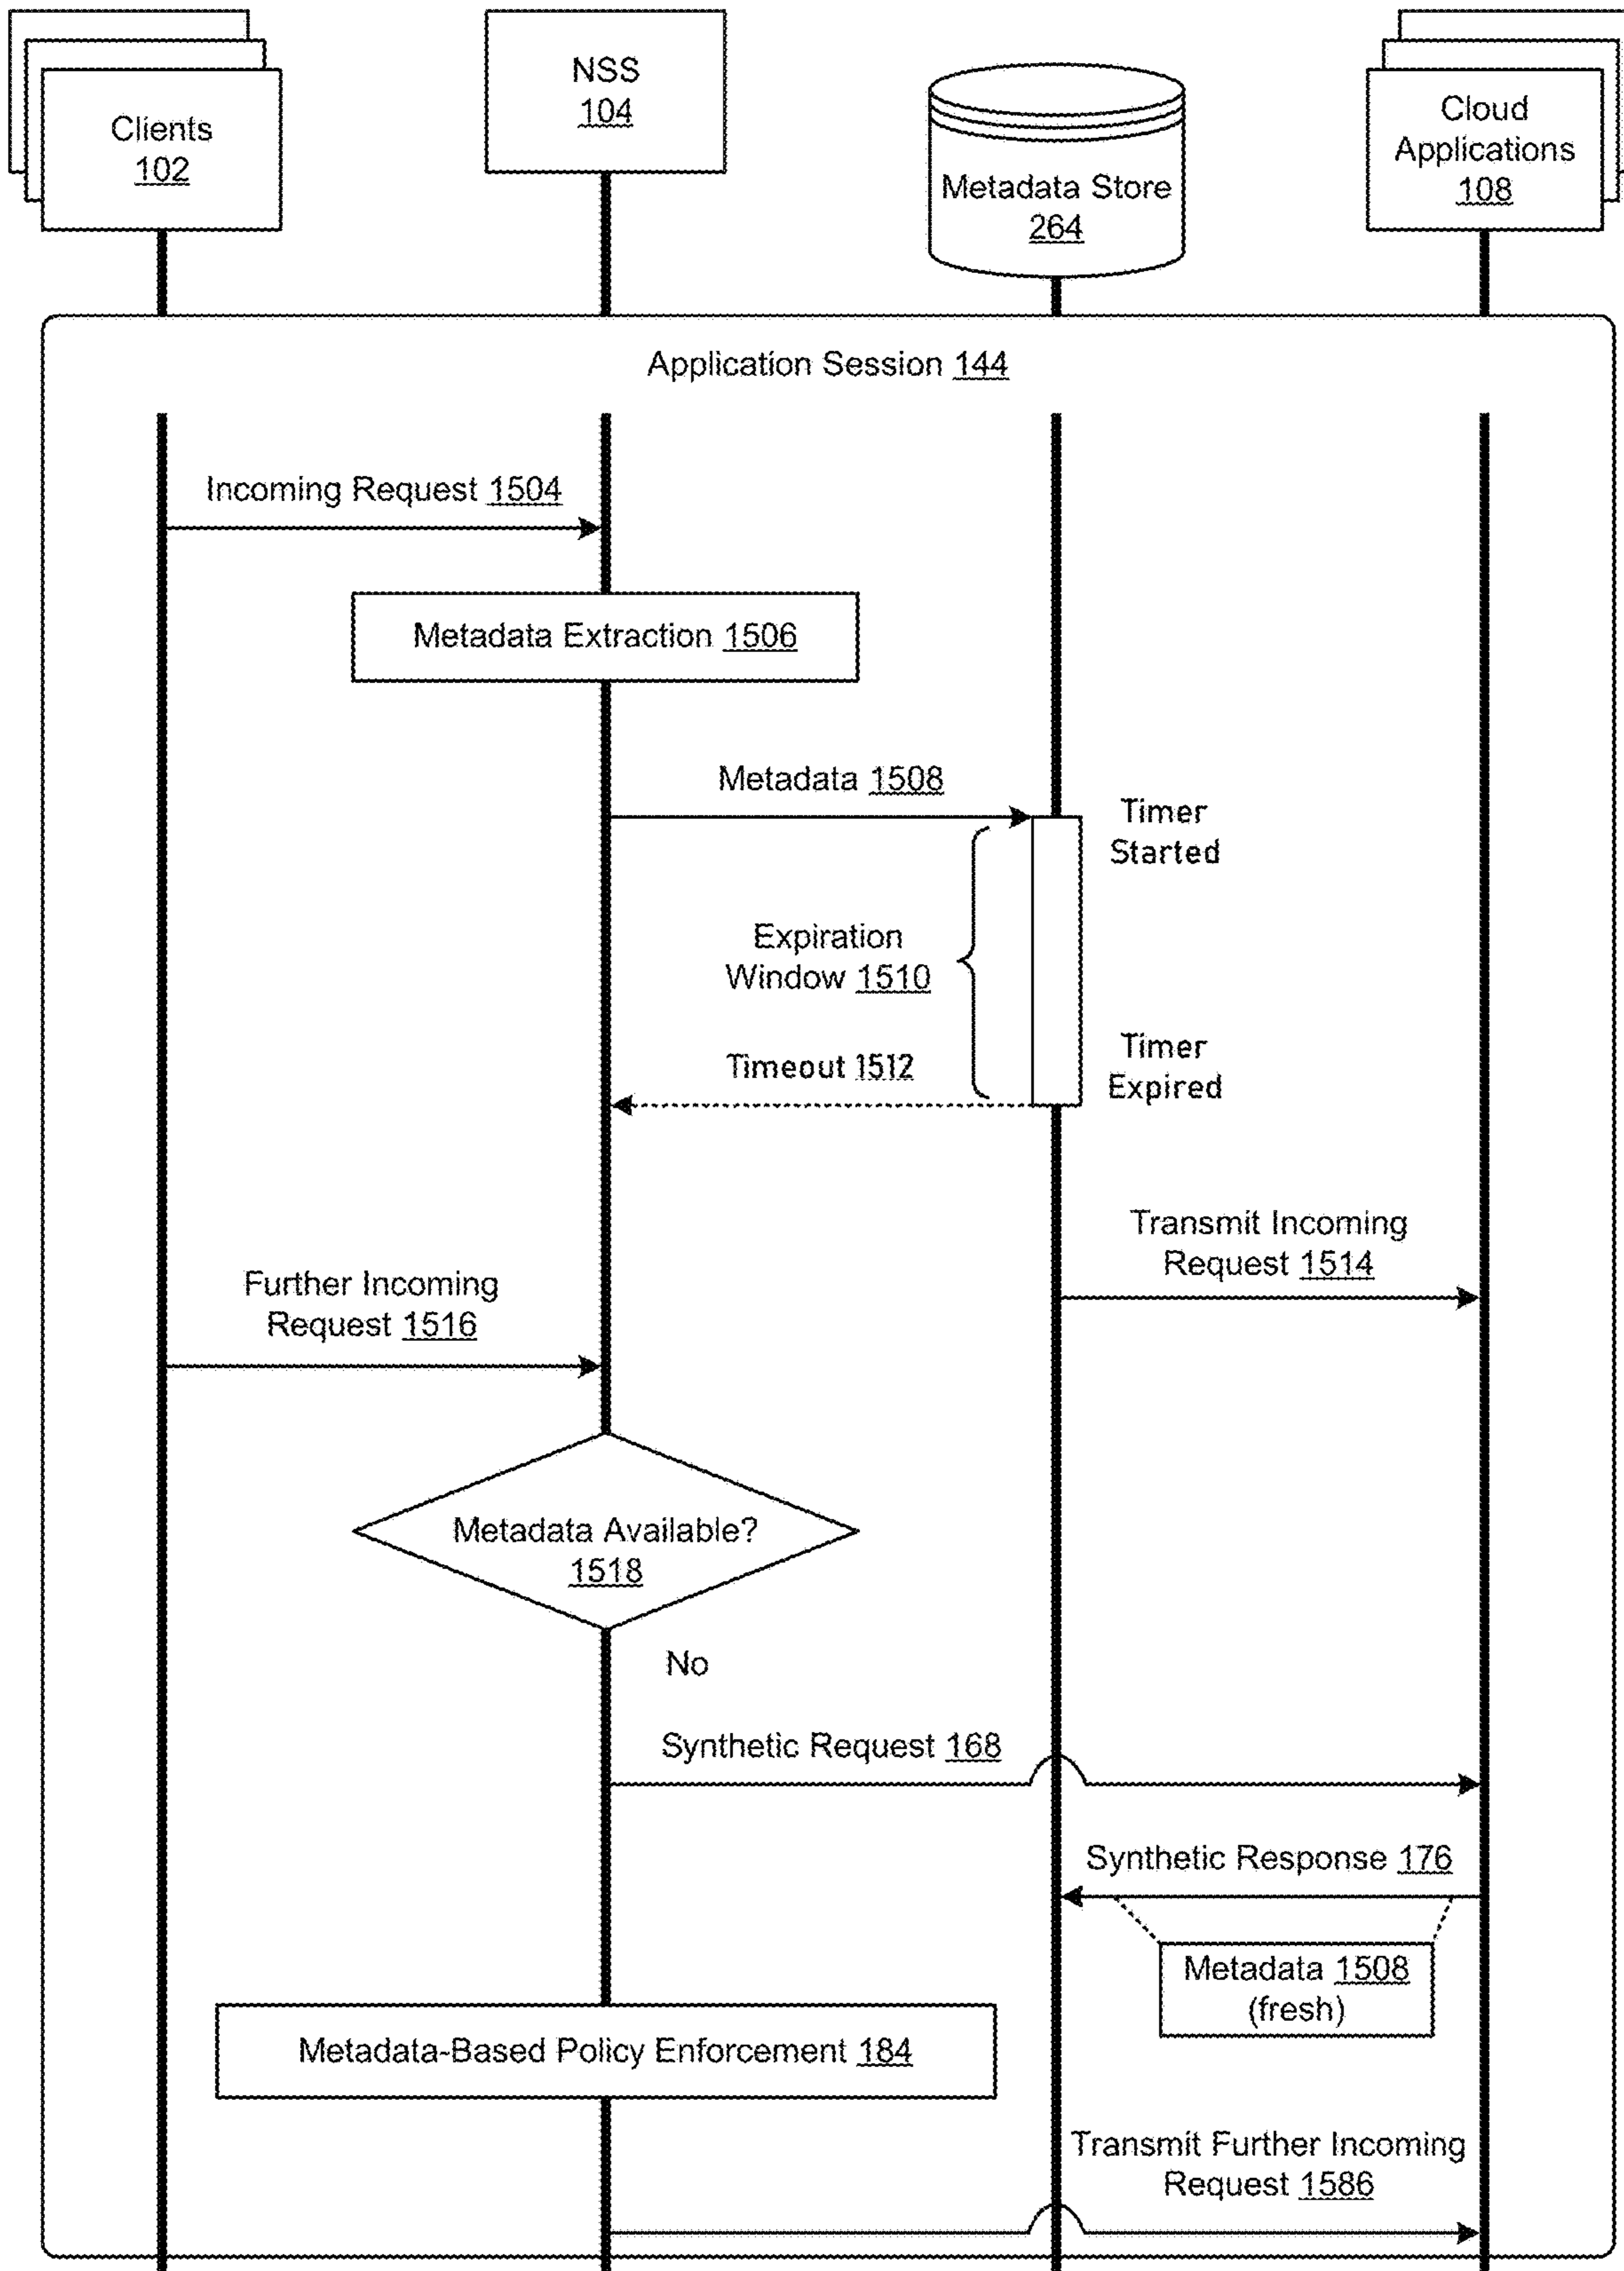 Clients
102
NSS
104
Metadata Store
264
Cloud
Applications
108
Application Session 144
Incoming Request 1504
Metadata Extraction 1506
Metadata 1508
Timer
Started
Expiration
Window 1510
Timeout 1512
Timer
Expired
Transmit Incoming
Request 1514
Further Incoming
Request 1516
Metadata Available?
1518
No
Synthetic Request 168
Synthetic Response 176
Metadata 1508
(fresh)
Metadata-Based Policy Enforcement 184
Transmit Further Incoming
Request 1586